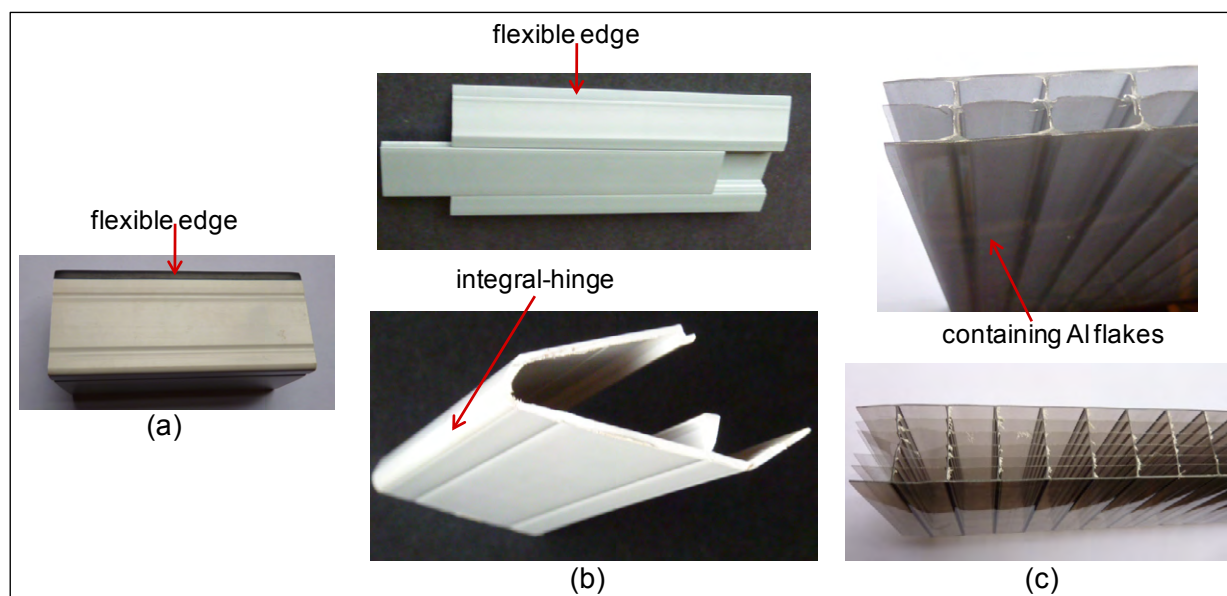 flexible edge
flexible edge
integral-hinge
containing Al flakes
(a)
(b)
(c)